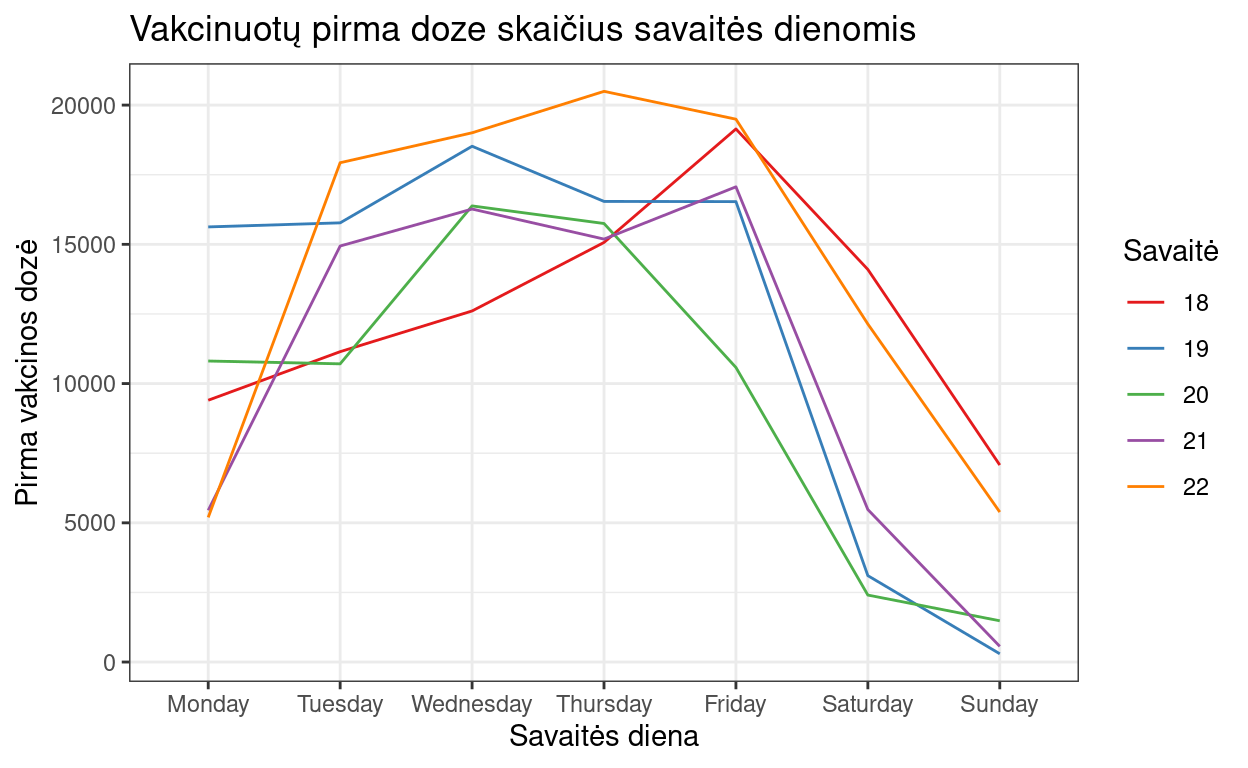 Vakcinuotų pirma doze skaičius savaitės dienomis
Pirma vakcinos dozė
20000
15000
10000
5000
0
Monday Tuesday Wednesday Thursday Friday Saturday Sunday
Savaitės diena
Savaitė
18
19
20
21
22